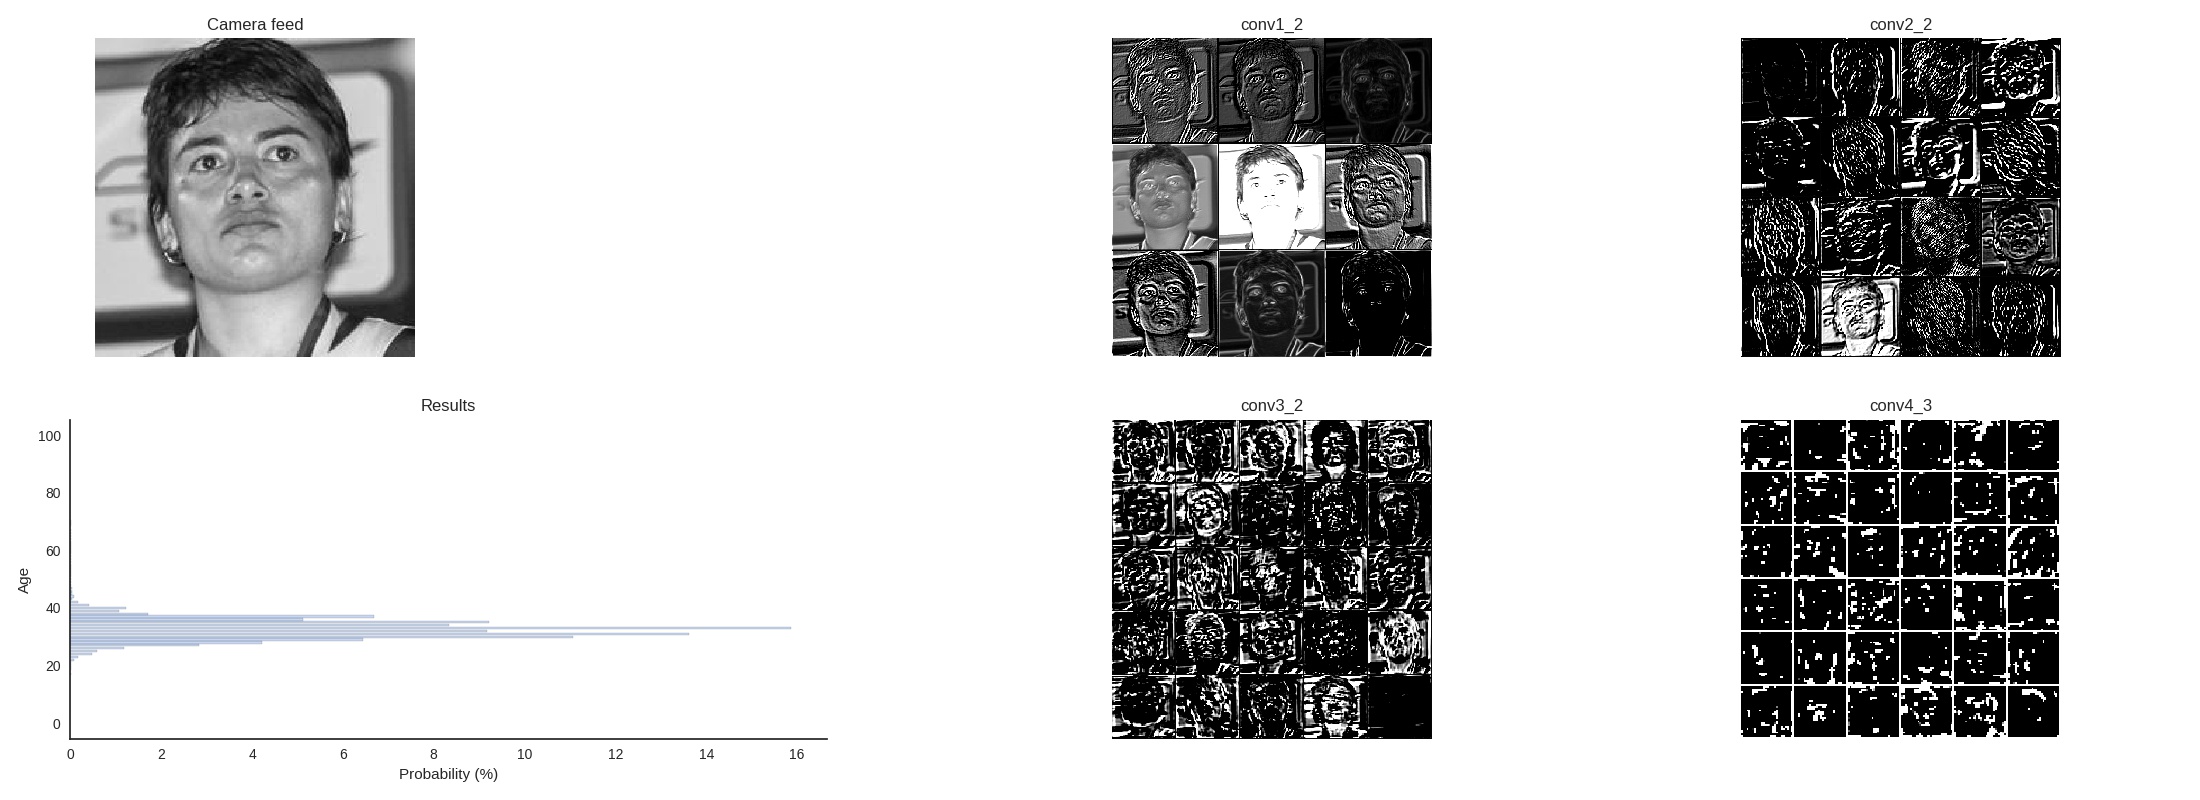 Camera feed
conv1_2
conv2_2
Results
100
80
60
40
20
0
Age
0 2 4 6 8 10 12 14 16
Probability (%)
conv3_2
conv4_3